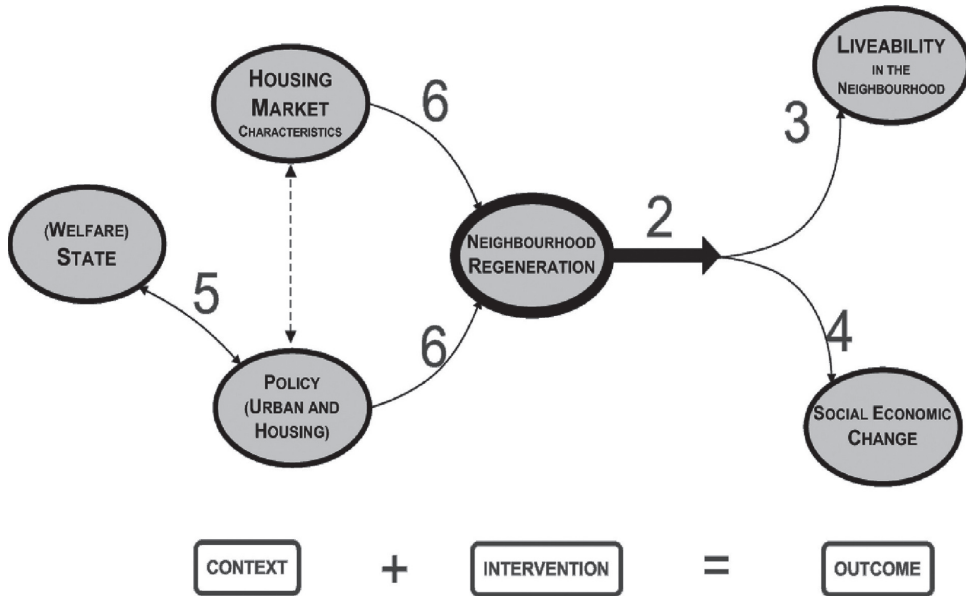 HOUSING
MARKET
CHARACTERISTICS
(WELFARE)
STATE
POLICY
(URBAN AND
HOUSING)
NEIGHBOURHOOD
REGENERATION
LIVEABILITY
IN THE
NEIGHBOURHOOD
SOCIAL ECONOMIC
CHANGE
6
5
6
2
3
4
CONTEXT + INTERVENTION = OUTCOME